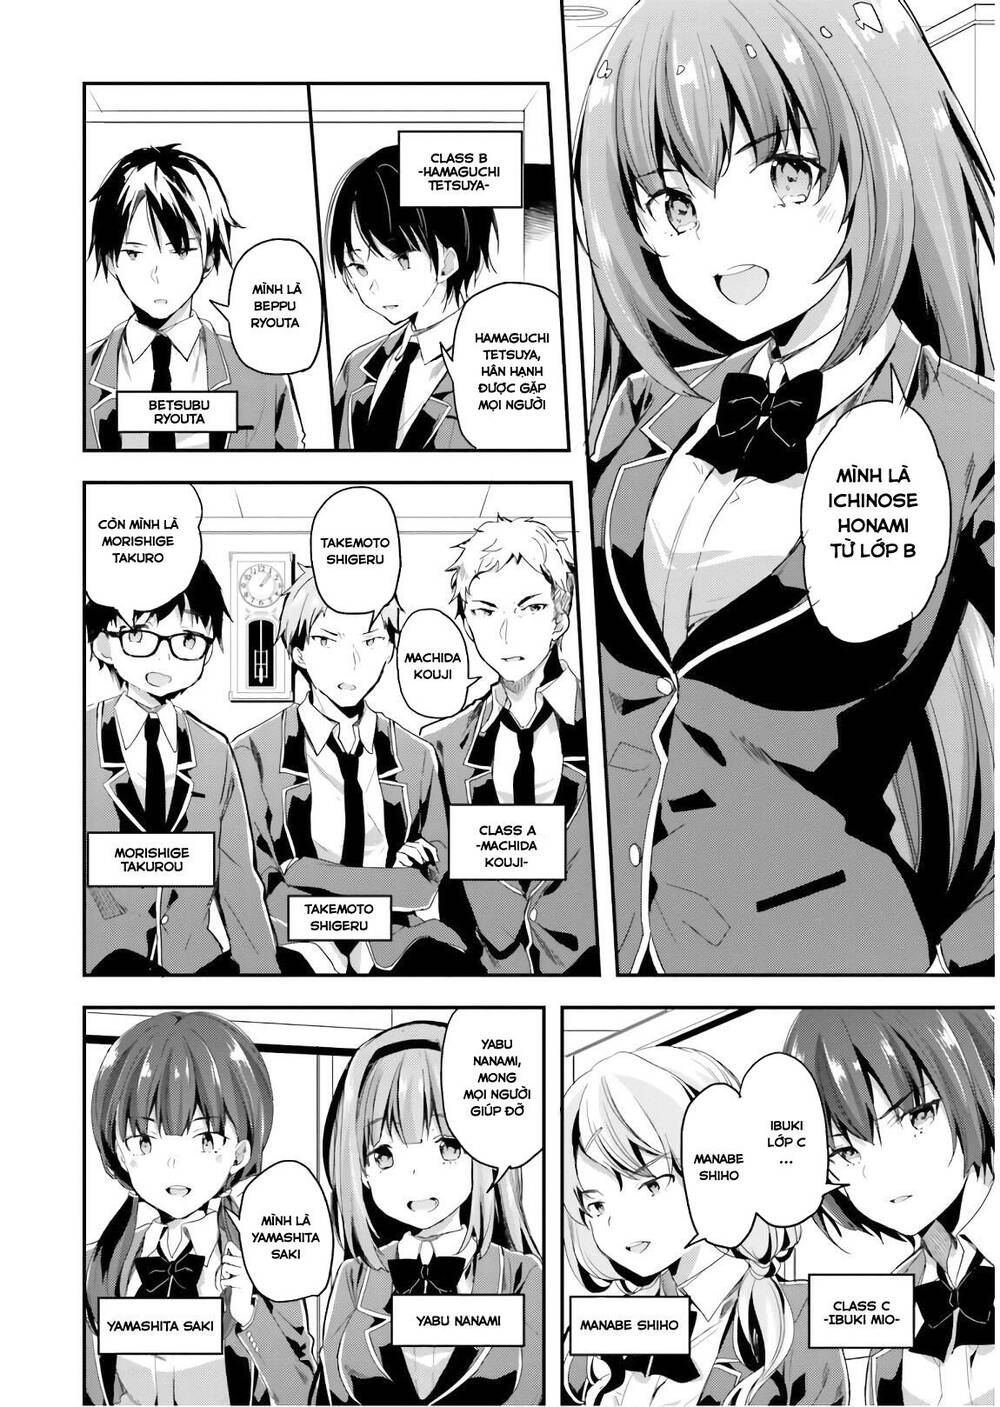 MÌNH LÀ
ICHINOSE
HONAMI
TỪ LỚP B
CLASS B
-HAMAGUCHI
TETSUYA-
HAMAGUCHI
TETSUYA,
HÂN HẠNH
ĐƯỢC GẶP
MỌI NGƯỜI
MÌNH LÀ
BEPPU
RYOUTA
BETSUBU
RYOUTA
MACHIDA
KOUJI
CLASS A
-MACHIDA
KOUJI-
TAKEMOTO
SHIGERU
TAKEMOTO
SHIGERU
CÒN MÌNH LÀ
MORISHIGE
TAKURO
MORISHIGE
TAKUROU
IBUKI
LỚP C
...
CLASS C
-IBUKI MIO-
MANABE
SHIHO
MANABE SHIHO
YABU
NANAMI,
MONG
MỌI NGƯỜI
GIÚP ĐỠ
YABU NANAMI
MÌNH LÀ
YAMASHITA
SAKI
YAMASHITA SAKI